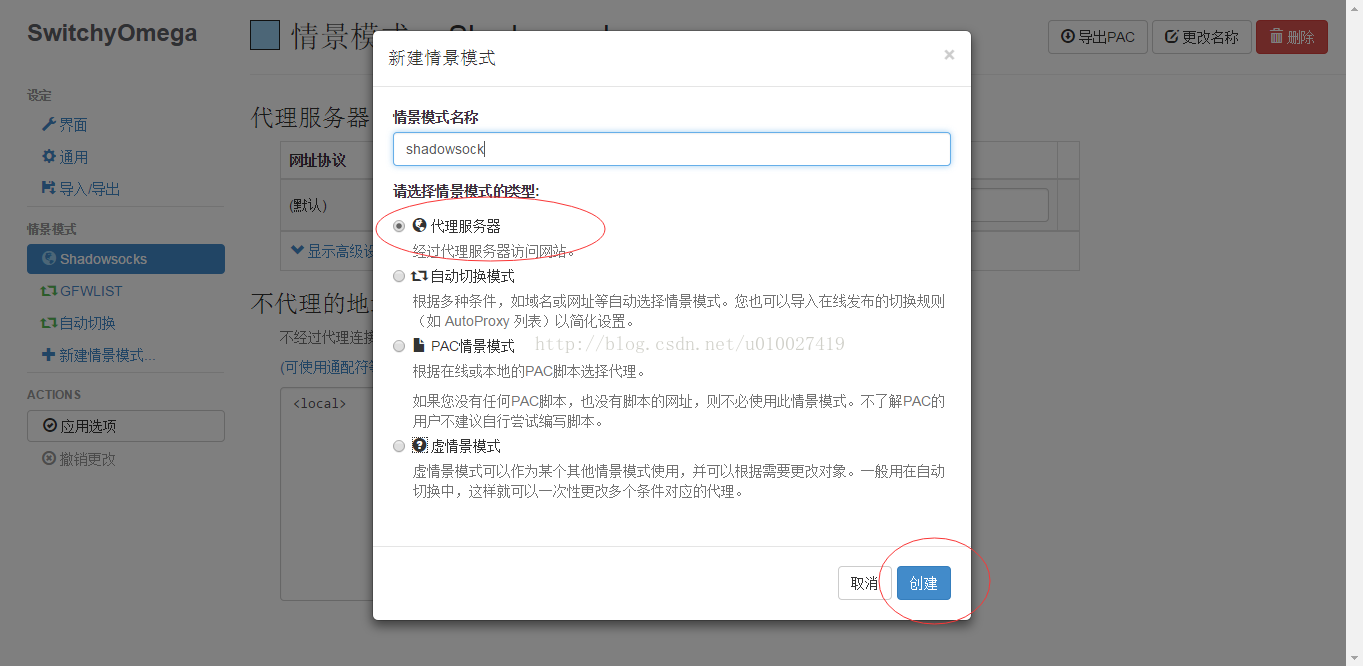 SwitchyOmega
设定
界面
通用
导入/导出
情景模式
Shadowsocks
GFWLIST
自动切换
新建情景模式...
ACTIONS
应用选项
撤销更改
情景模式
导出PAC
更改名称
删除
代理服务器
网址协议
(默认)
显示高级设
不代理的地
不经过代理连接
(可使用通配符等
<local>
新建情景模式
×
情景模式名称
shadowsock
请选择情景模式的类型:
代理服务器
经过代理服务器访问网站。
自动切换模式
根据多种条件，如域名或网址等自动选择情景模式。您也可以导入在线发布的切换规则
（如 AutoProxy 列表）以简化设置。
PAC情景模式
http://blog.csdn.net/u010027419
根据在线或本地的PAC脚本选择代理。
如果您没有任何PAC脚本，也没有脚本的网址，则不必使用此情景模式。不了解PAC的
用户不建议自行尝试编写脚本。
虚情景模式
虚情景模式可以作为某个其他情景模式使用，并可以根据需要更改对象。一般用在自动
切换中，这样就可以一次性更改多个条件对应的代理。
取消
创建